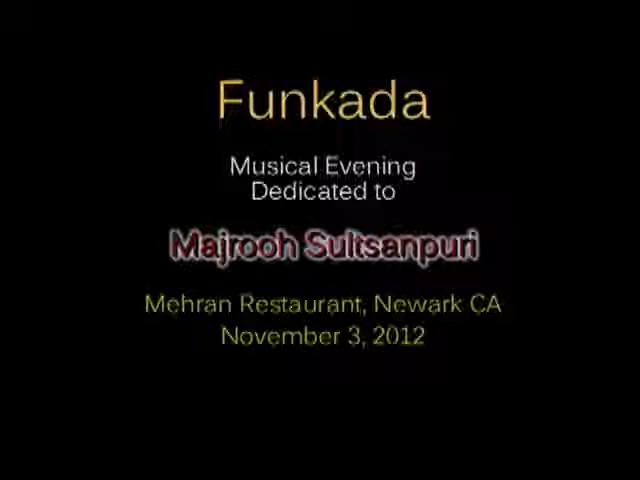 Funkada
Musical Evening
Dedicated to
Majrooh Sultsanpuri
Mehran Restaurant, Newark CA
November 3, 2012